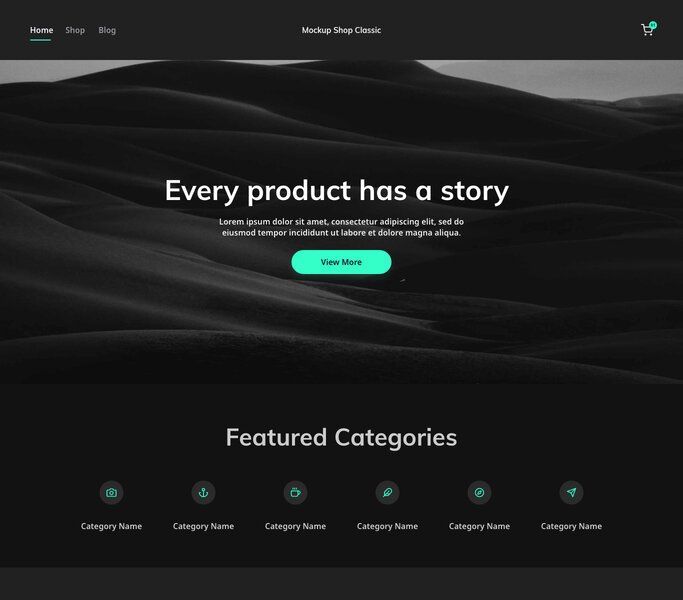 Home Shop Blog
Mockup Shop Classic
Every product has a story
Lorem ipsum dolor sit amet, consectetur adipiscing elit, sed do
eiusmod tempor incididunt ut labore et dolore magna aliqua.
View More
Featured Categories
Category Name Category Name Category Name Category Name Category Name Category Name